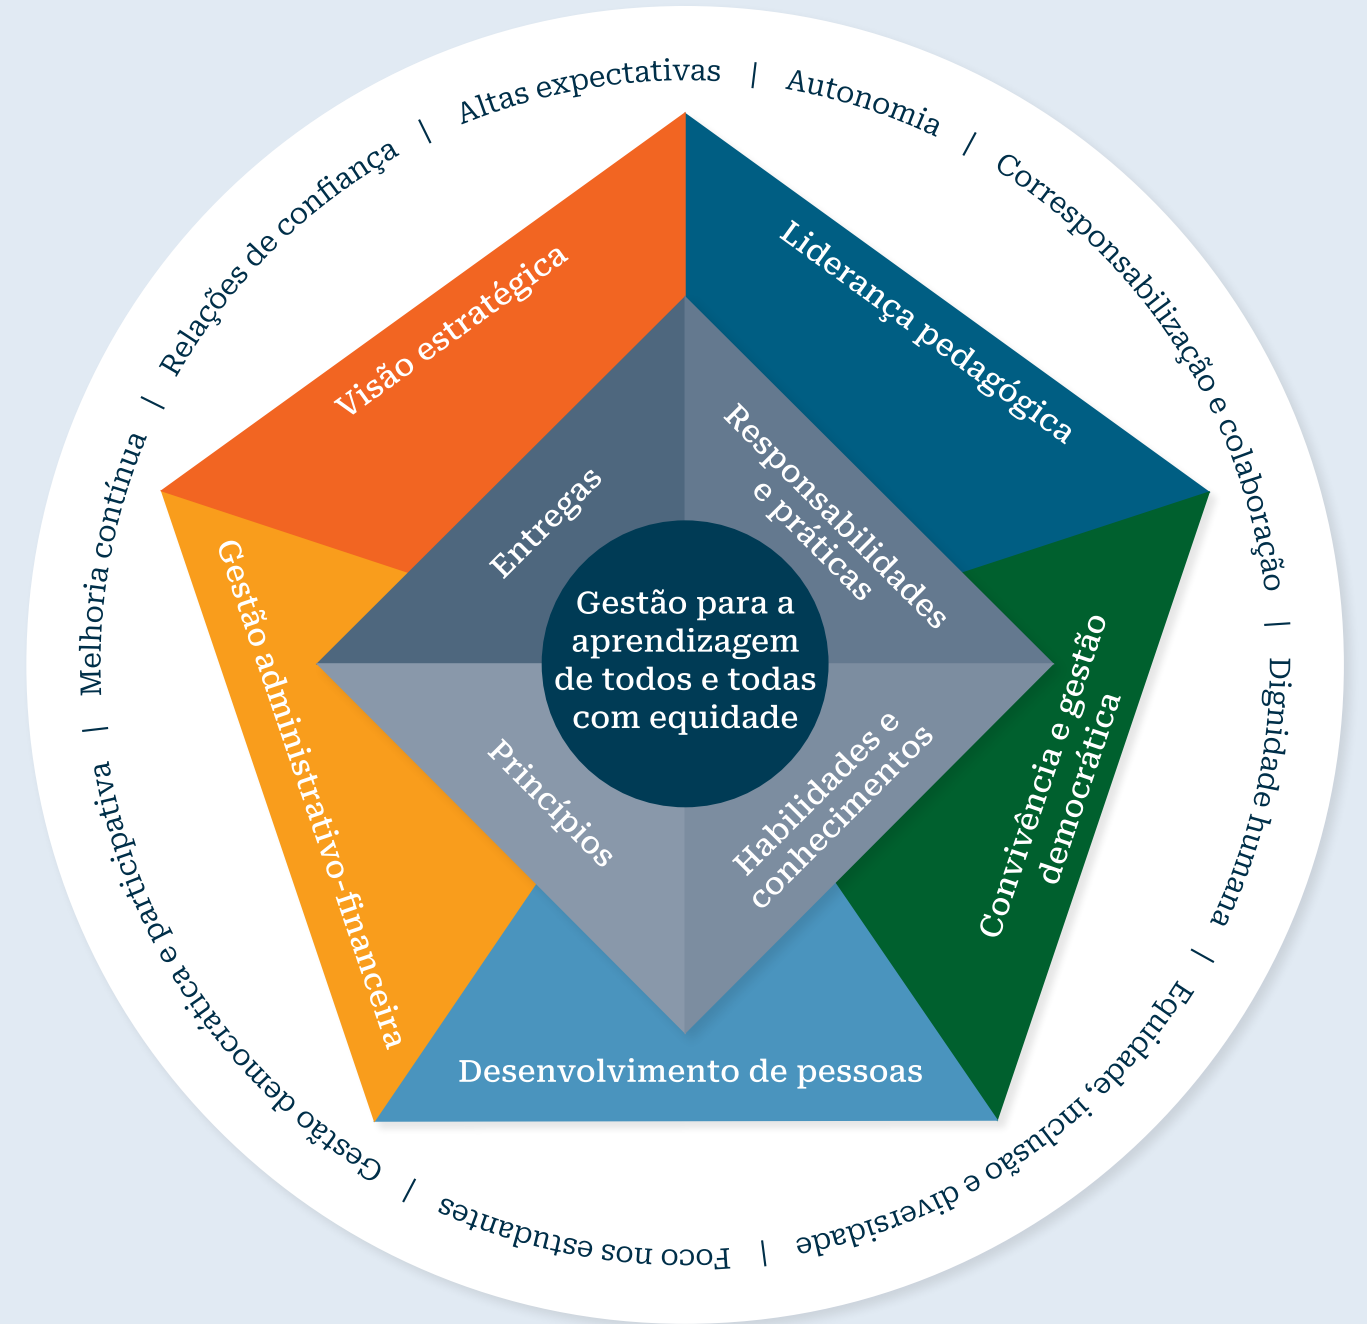 Altas expectativas | Autonomia | Corresponsabilização e colaboração | Dignidade humana | Equidade, inclusão e diversidade | Foco nos estudantes | Gestão democrática e participativa | Melhoria contínua | Relações de confiança |
Visão estratégica
Liderança pedagógica
Convivência e gestão
democrática
Desenvolvimento de pessoas
Gestão administrativo-financeira
Entregas
Responsabilidades
e práticas
Habilidades e
conhecimentos
Princípios
Gestão para a
aprendizagem
de todos e todas
com equidade